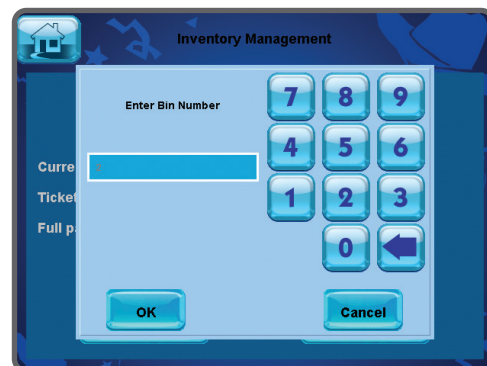 Inventory Management
Enter Bin Number
7 8 9
4 5 6
1 2 3
0
Curre
Ticket
Full p
OK
Cancel